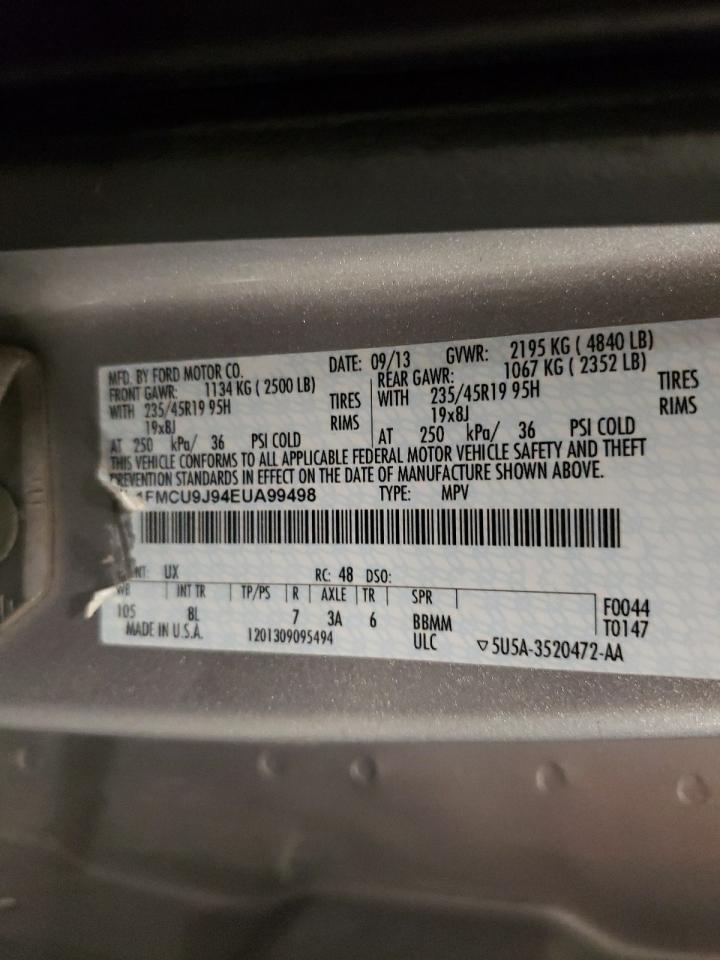 MFD. BY FORD MOTOR CO. DATE: 09/13 GVWR: 2195 KG ( 4840 LB)
FRONT GAWR: 1134 KG ( 2500 LB) REAR GAWR: 1067 KG ( 2352 LB)
WITH 235/45R19 95H TIRES WITH 235/45R19 95H TIRES
19x8J RIMS 19x8J RIMS
AT 250 kPa/ 36 PSI COLD AT 250 kPa/ 36 PSI COLD
THIS VEHICLE CONFORMS TO ALL APPLICABLE FEDERAL MOTOR VEHICLE SAFETY AND THEFT
PREVENTION STANDARDS IN EFFECT ON THE DATE OF MANUFACTURE SHOWN ABOVE.
1FMCU9J94EUA99498 TYPE: MPV
UX RC: 48 DSO:
WB INT TR TP/PS R AXLE TR SPR F0044
105 8L 7 3A 6 BBMM T0147
MADE IN U.S.A. 1201309095494 ULC ▽5U5A-3520472-AA